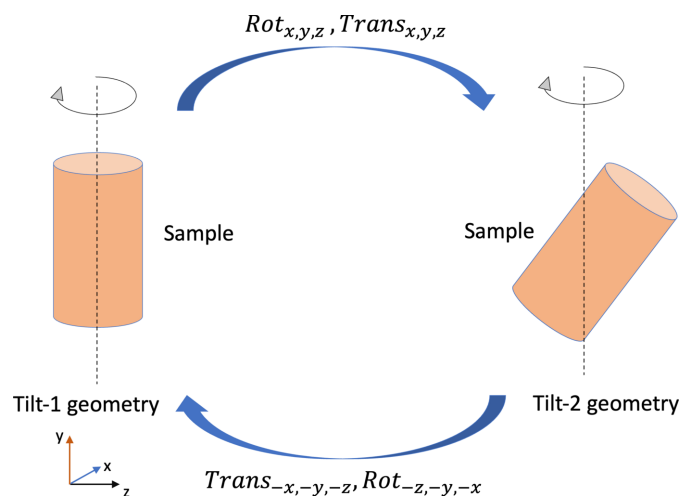 Rot_{x,y,z} , Trans_{x,y,z}
Sample
Sample
Tilt-1 geometry
Tilt-2 geometry
y
x
z
Trans_{-x,-y,-z}, Rot_{-z,-y,-x}